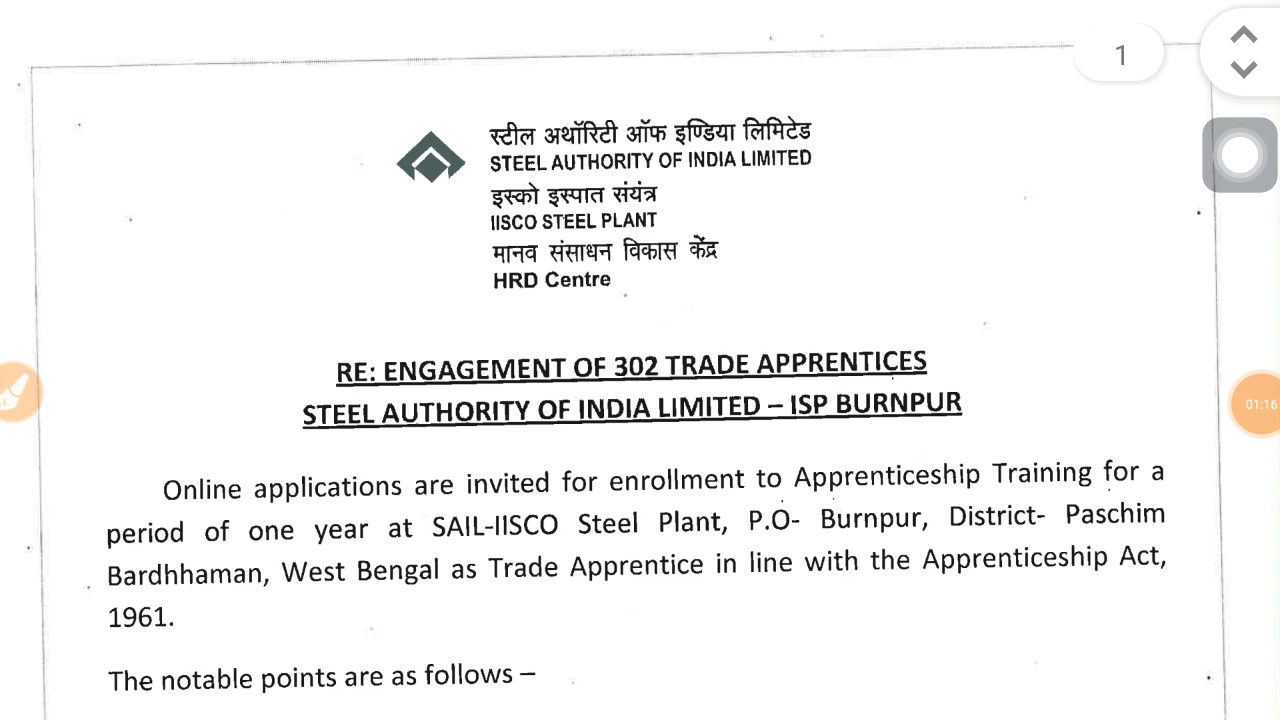 1
स्टील अथॉरिटी ऑफ इण्डिया लिमिटेड
STEEL AUTHORITY OF INDIA LIMITED
इस्को इस्पात संयंत्र
IISCO STEEL PLANT
मानव संसाधन विकास केंद्र
HRD Centre
RE: ENGAGEMENT OF 302 TRADE APPRENTICES
STEEL AUTHORITY OF INDIA LIMITED – ISP BURNPUR
01:16
Online applications are invited for enrollment to Apprenticeship Training for a
period of one year at SAIL-IISCO Steel Plant, P.O- Burnpur, District- Paschim
Bardhhaman, West Bengal as Trade Apprentice in line with the Apprenticeship Act,
1961.
The notable points are as follows –